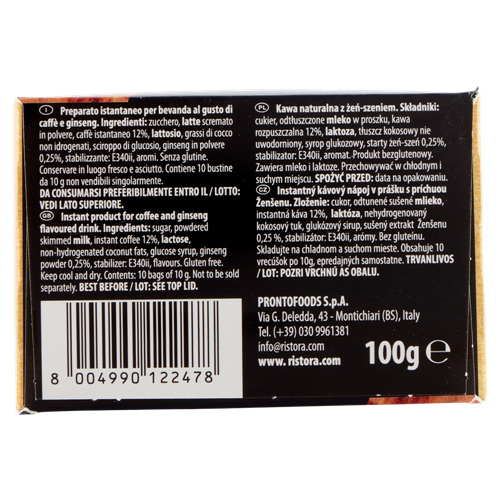 I Preparato istantaneo per bevanda al gusto di
caffè e ginseng. Ingredienti: zucchero, latte scremato
in polvere, caffè istantaneo 12%, lattosio, grassi di cocco
non idrogenati, sciroppo di glucosio, ginseng in polvere
0,25%, stabilizzante: E340ii, aromi. Senza glutine.
Conservare in luogo fresco e asciutto. Contiene 10 bustine
da 10 g non vendibili singolarmente.
DA CONSUMARSI PREFERIBILMENTE ENTRO IL / LOTTO:
VEDI LATO SUPERIORE.
GB Instant product for coffee and ginseng
flavoured drink. Ingredients: sugar, powdered
skimmed milk, instant coffee 12%, lactose,
non-hydrogenated coconut fats, glucose syrup, ginseng
powder 0,25%, stabilizer: E340ii, flavours. Gluten free.
Keep cool and dry. Contents: 10 bags of 10 g. Not to be sold
separately. BEST BEFORE / LOT: SEE TOP LID.
8 004990 122478
PL Kawa naturalna z żeń-szeniem. Składniki:
cukier, odtłuszczone mleko w proszku, kawa
rozpuszczalna 12%, laktoza, tłuszcz kokosowy nie
uwodorniony, syrop glukozowy, starty żeń-szeń 0,25%,
stabilizator: E340ii, aromat. Produkt bezglutenowy.
Zawiera mleko i laktoze. Przechowywać w chłodnym i
suchym miejscu. SPOŻYĆ PRZED: data na opakowaniu.
CZ Instantný kávový nápoj v prášku s príchuou
Ženšenu. Zloženie: cukor, odtunené sušené mlieko,
instantná káva 12%, laktóza, nehydrogenovaný
kokosový tuk, glukózový sirup, sušený extrakt Ženšenu
0,25 %, stabilizátor: E340ii, arómy. Bez gluteínu.
Skladujte na chladnom a suchom mieste. Obsahuje 10
vrecúšok po 10g, epredajných samostatne. TRVANLIVOS
/ LOT: POZRI VRCHNÚ AS OBALU.
PRONTOFOODS S.p.A.
Via G. Deledda, 43 - Montichiari (BS), Italy
Tel. (+39) 030 9961381
info@ristora.com
www.ristora.com
100g ℮